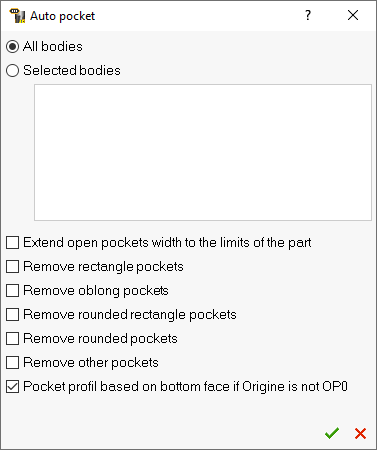 Auto pocket ?
All bodies
Selected bodies
Extend open pockets width to the limits of the part
Remove rectangle pockets
Remove oblong pockets
Remove rounded rectangle pockets
Remove rounded pockets
Remove other pockets
Pocket profil based on bottom face if Origine is not OP0